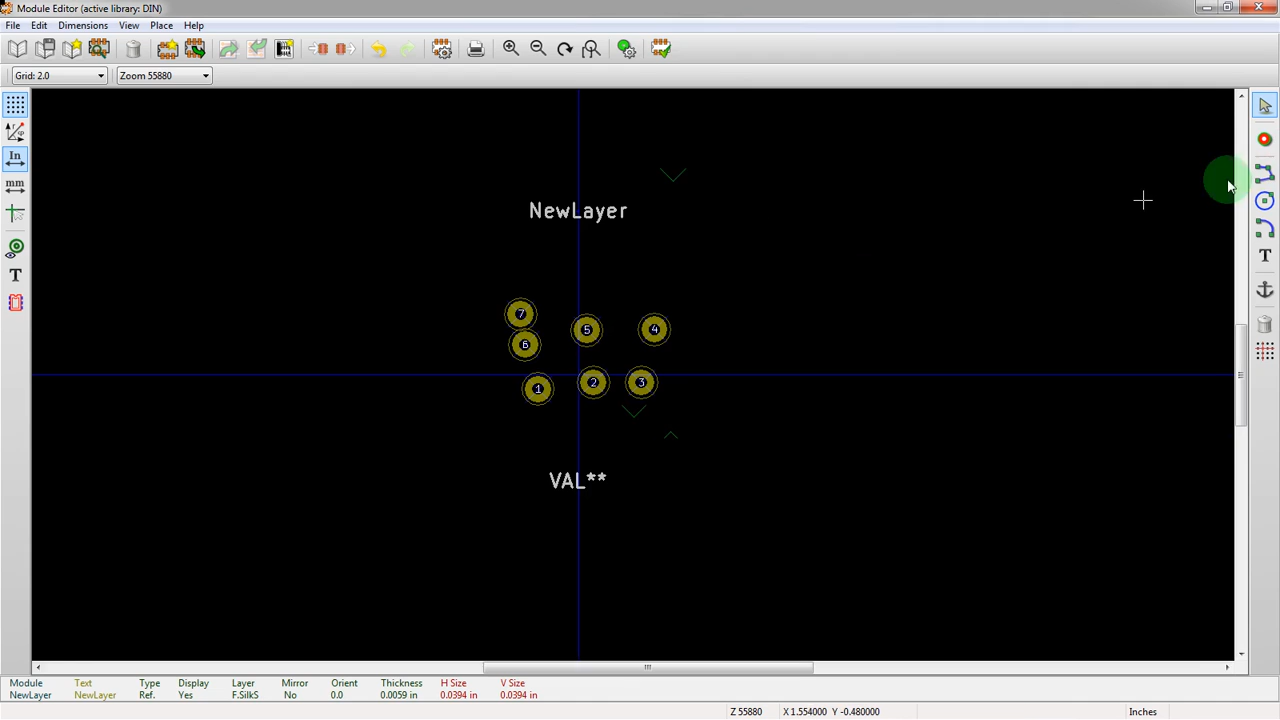 Module Editor (active library: DIN)
File Edit Dimensions View Place Help
Grid: 2.0 Zoom 55880
In
mm
T
T
NewLayer
7 5 4
6
1 2 3
VAL**
Module Text Type Display Layer Mirror Orient Thickness H Size V Size
NewLayer NewLayer Ref. Yes F.SilkS No 0.0 0.0059 in 0.0394 in 0.0394 in
Z 55880 X 1.554000 Y -0.480000 Inches